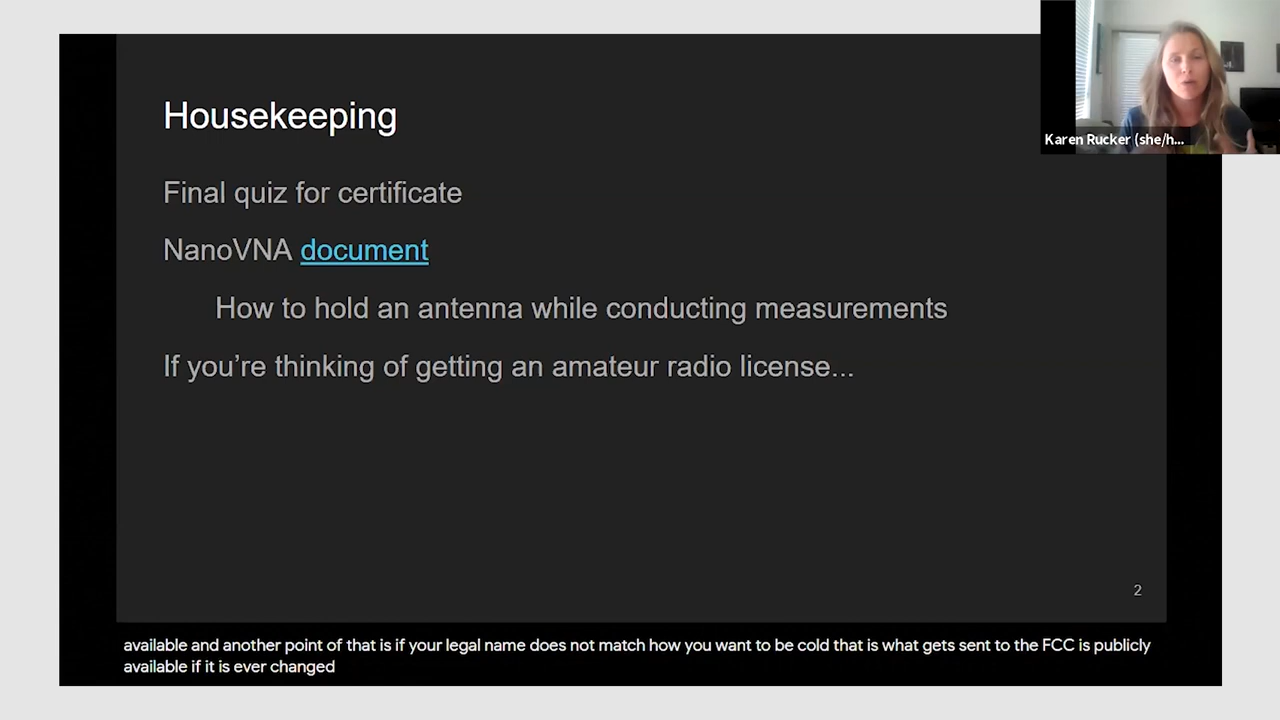 Karen Rucker (she/h...
Housekeeping
Final quiz for certificate
NanoVNA document
How to hold an antenna while conducting measurements
If you’re thinking of getting an amateur radio license...
2
available and another point of that is if your legal name does not match how you want to be cold that is what gets sent to the FCC is publicly
available if it is ever changed